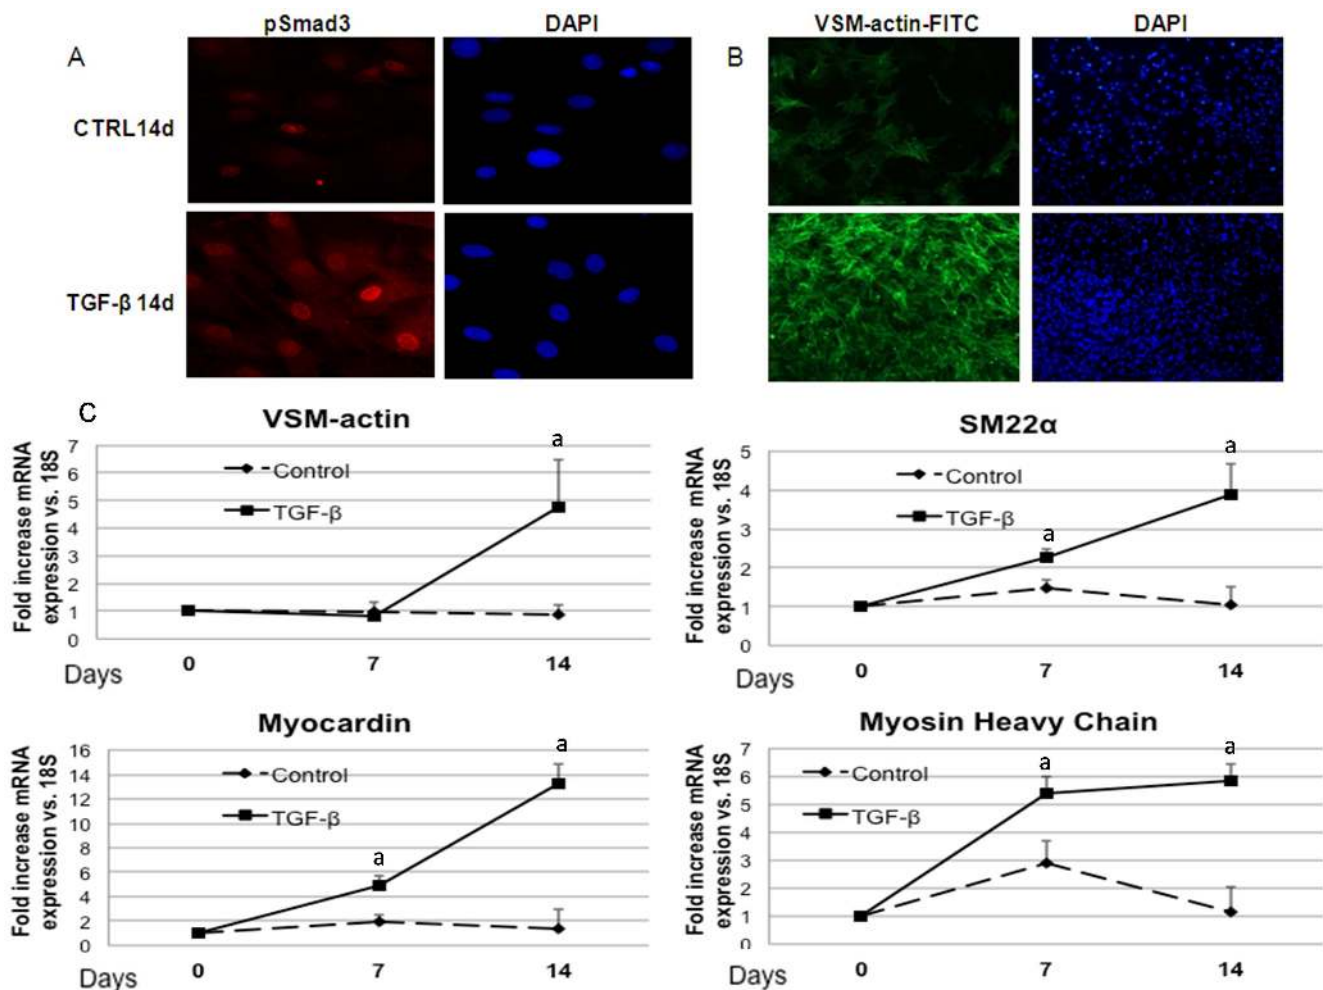 pSmad3 DAPI VSM-actin-FITC DAPI
A B
CTRL14d
TGF-β 14d
C
VSM-actin
Fold increase mRNA
expression vs. 18S
7
6
5
4
3
2
1
0
Control
TGF-β
a
0 7 14
Days
SM22α
Fold increase mRNA
expression vs. 18S
5
4
3
2
1
0
Control
TGF-β
a
a
0 7 14
Days
Myocardin
Fold increase mRNA
expression vs. 18S
16
14
12
10
8
6
4
2
0
Control
TGF-β
a
a
0 7 14
Days
Myosin Heavy Chain
Fold increase mRNA
expression vs. 18S
7
6
5
4
3
2
1
0
Control
TGF-β
a
a
0 7 14
Days